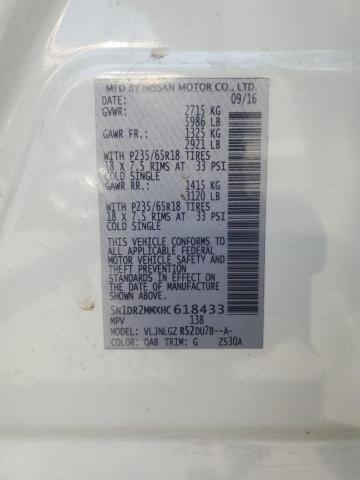 MFD BY NISSAN MOTOR CO., LTD.
DATE: 09/16
GVWR: 2715 KG
5986 LB
GAWR FR.: 1325 KG
2921 LB
WITH P235/65R18 TIRES
18 X 7.5 RIMS AT 33 PSI
COLD SINGLE
GAWR RR.: 1415 KG
3120 LB
WITH P235/65R18 TIRES
18 X 7.5 RIMS AT 33 PSI
COLD SINGLE
THIS VEHICLE CONFORMS TO ALL
APPLICABLE FEDERAL
MOTOR VEHICLE SAFETY
STANDARDS IN EFFECT ON
THE DATE OF MANUFACTURE
SHOWN ABOVE.
5N1DR2MMXHC618433
MPV 138
MODEL: VLJNLGZ R52DU7B--A-
COLOR: QAB TRIM: G ZS30A